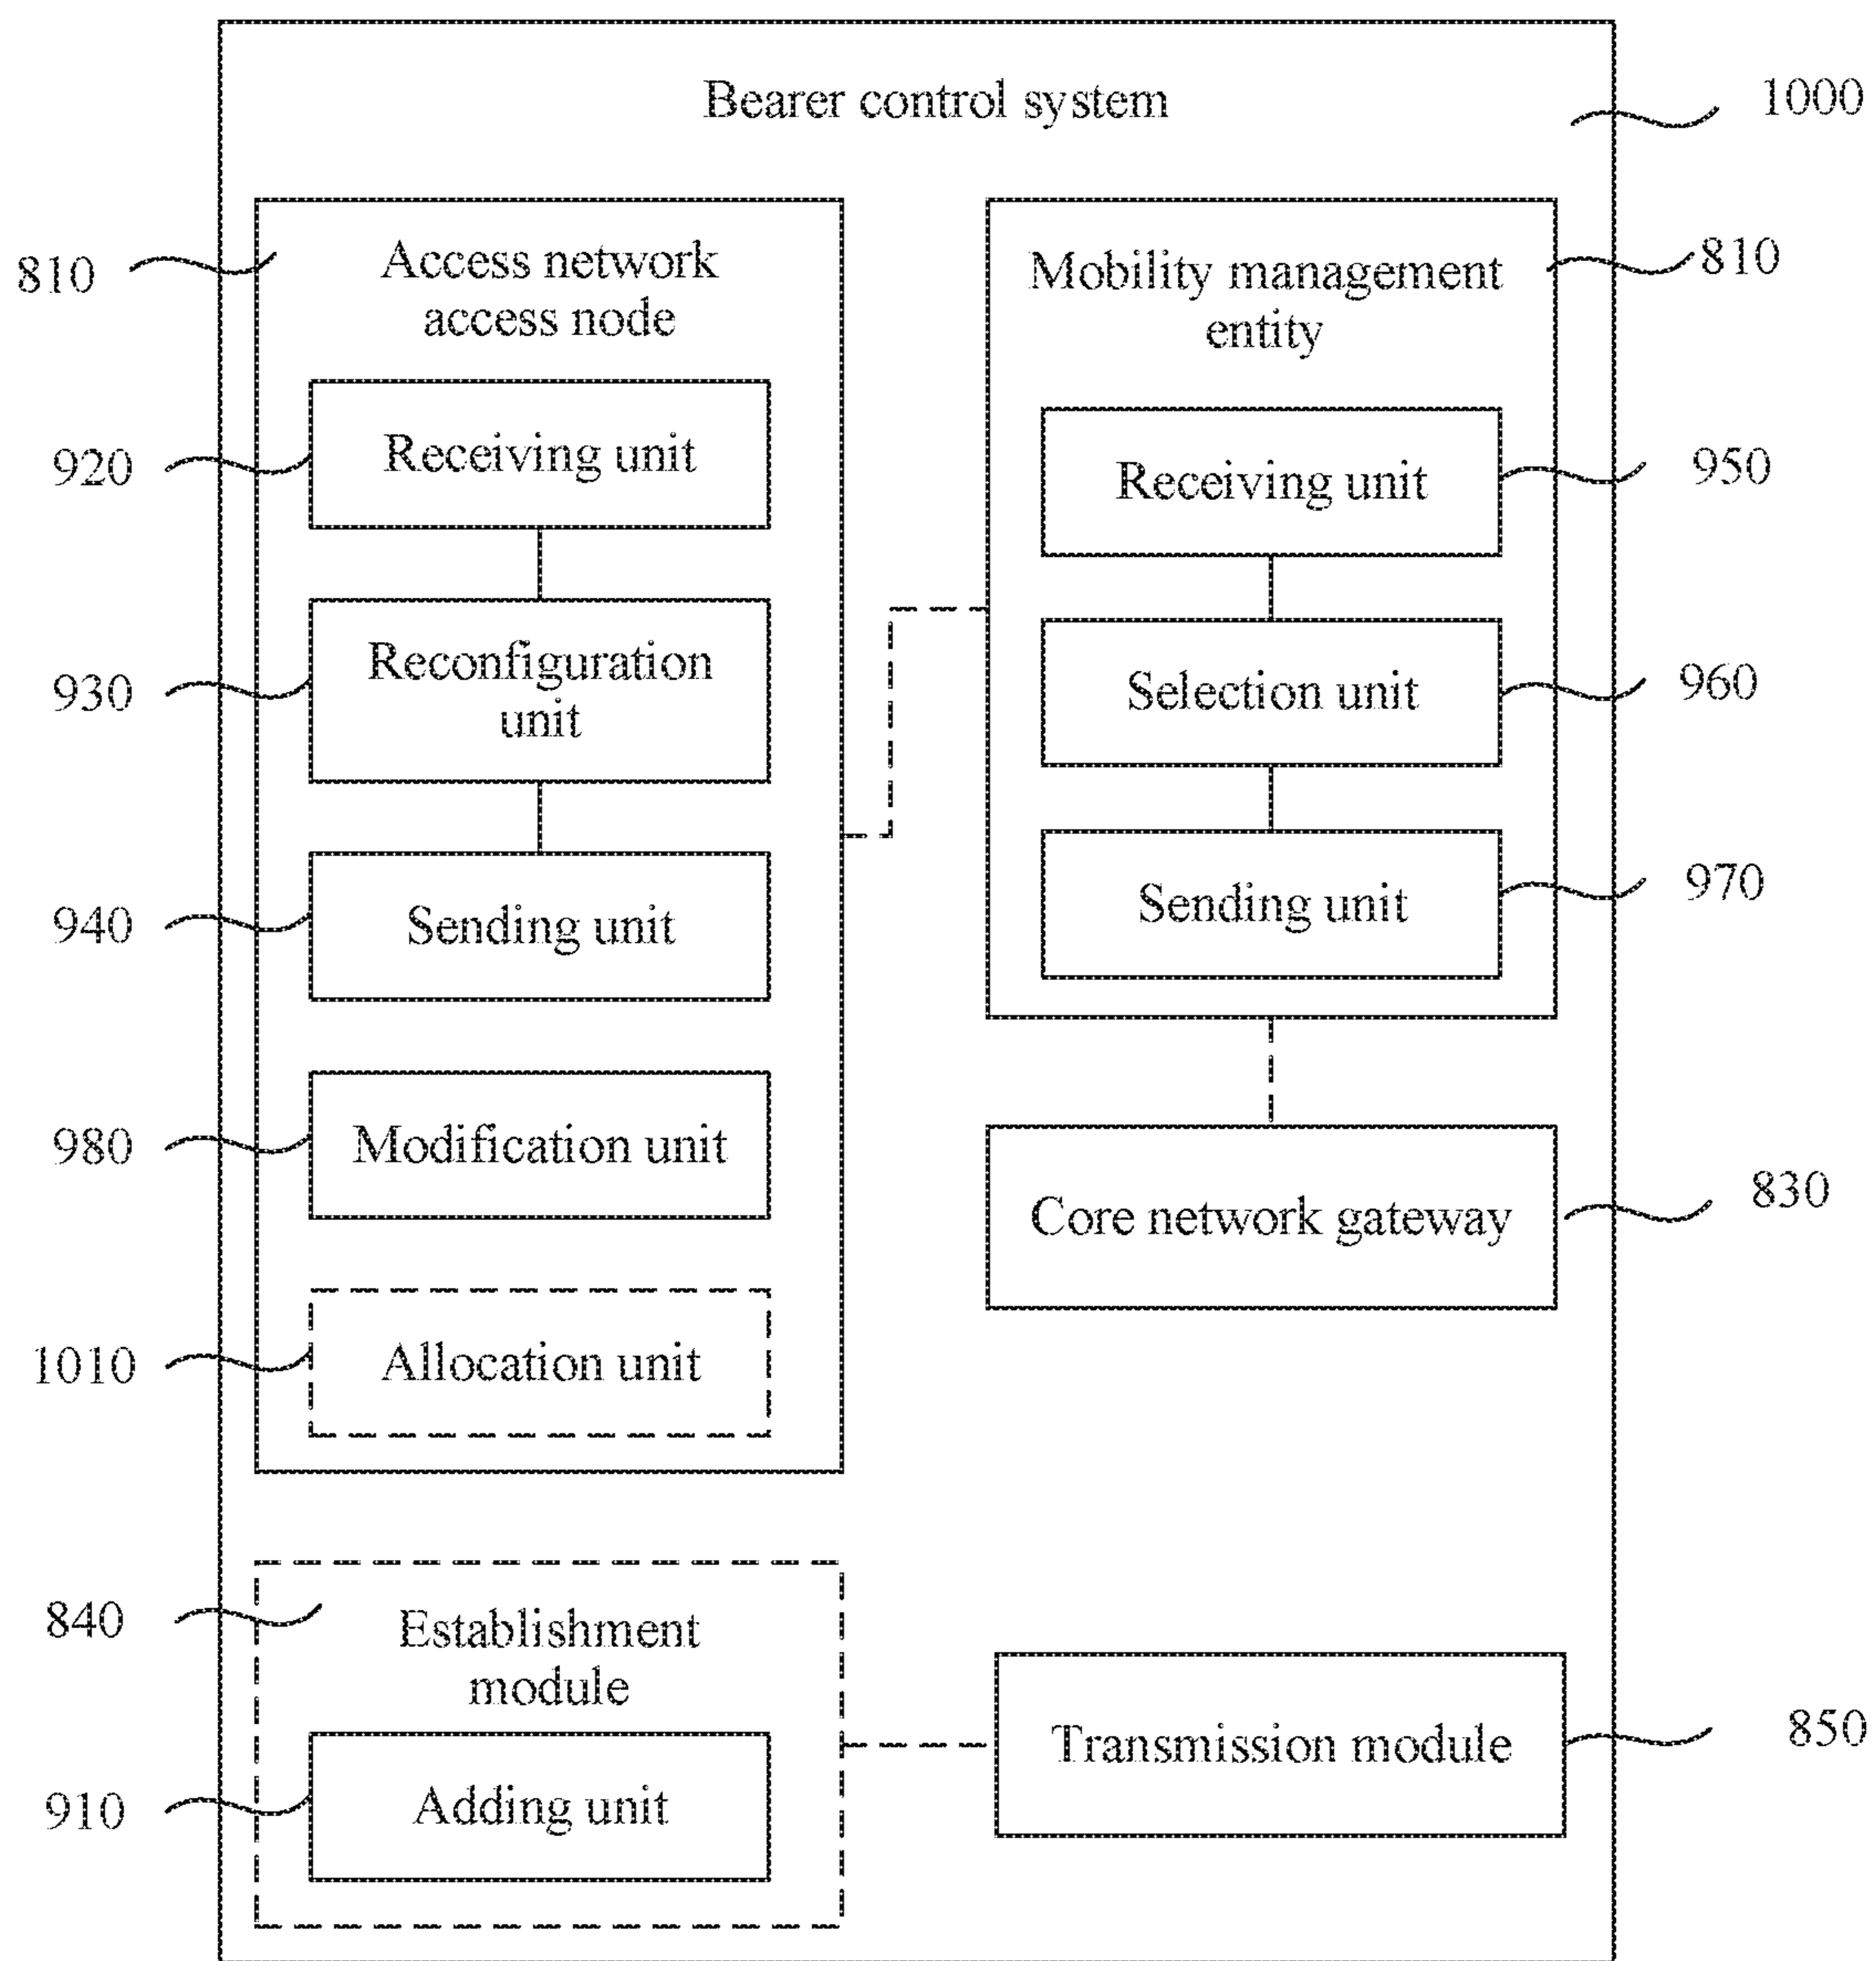 Bearer control system
1000
810
Access network
access node
920
Receiving unit
930
Reconfiguration
unit
940
Sending unit
980
Modification unit
1010
Allocation unit
Mobility management
entity
810
Receiving unit
950
Selection unit
960
Sending unit
970
Core network gateway
830
840
Establishment
module
910
Adding unit
Transmission module
850